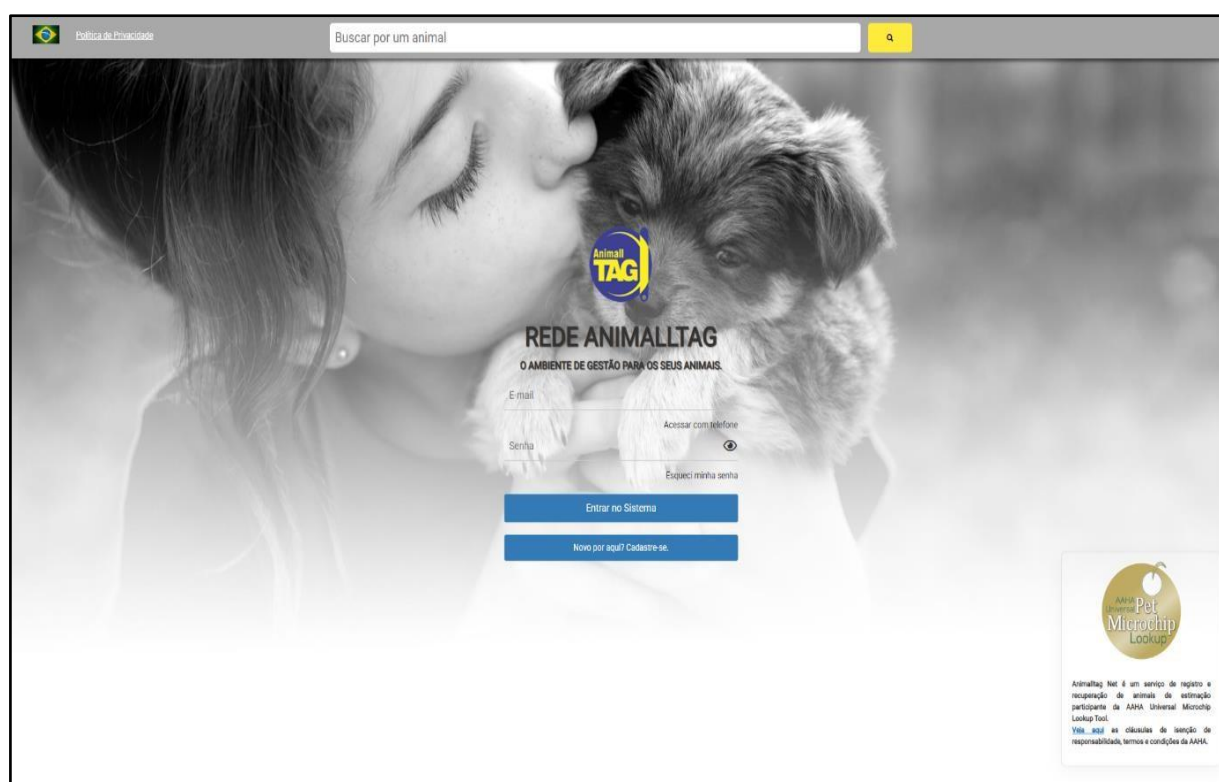 Política de Privacidade
Buscar por um animal
Animall
TAG
REDE ANIMALLTAG
O AMBIENTE DE GESTÃO PARA OS SEUS ANIMAIS.
E-mail
Acessar com telefone
Senha
Esqueci minha senha
Entrar no Sistema
Novo por aqui? Cadastre-se.
AAHA
Universal Pet
Microchip
Lookup
Animalltag Net é um serviço de registro e
recuperação de animais de estimação
participante da AAHA Universal Microchip
Lookup Tool.
Veja aqui as cláusulas de isenção de
responsabilidade, termos e condições da AAHA.